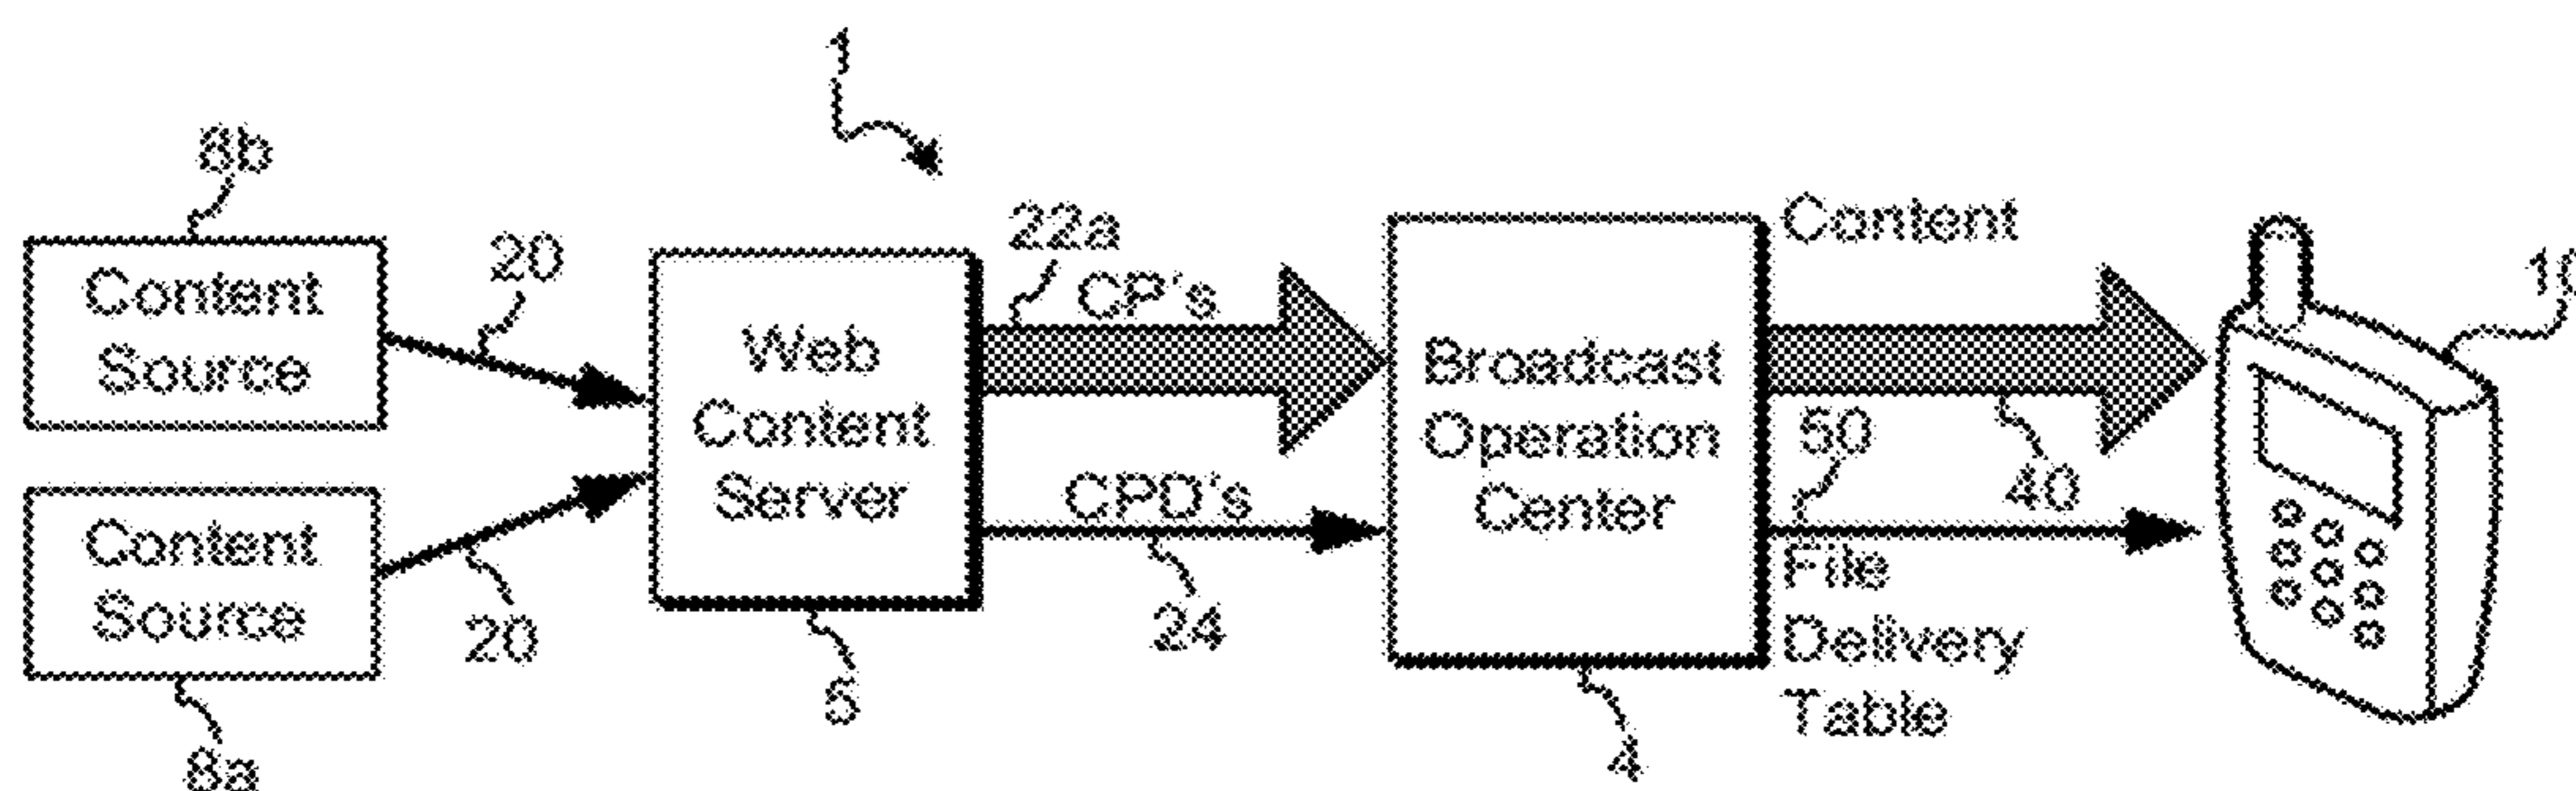 1
8b
Content
Source
20
Content
Source
8a
20
Web
Content
Server
22a
CP's
CPD's
24
Broadcast
Operation
Center
4
Content
40
50
File
Delivery
Table
10